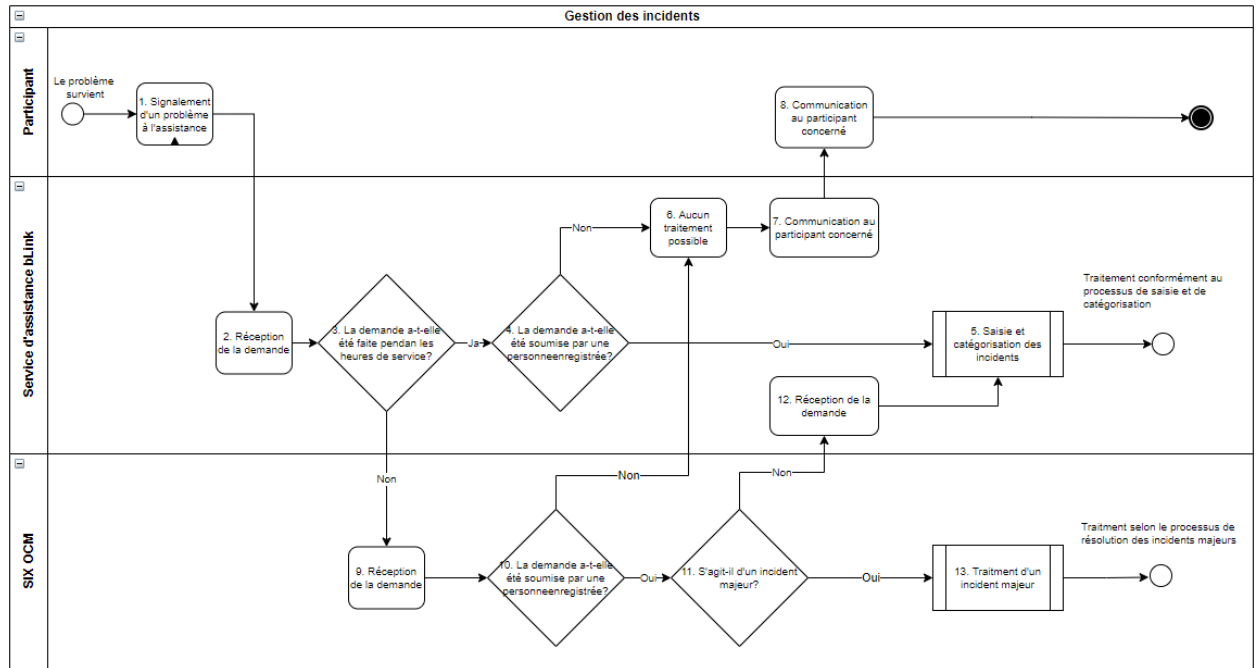 Gestion des incidents
Participant
Le problème
survient
1. Signalement
d'un problème
à l'assistance
8. Communication
au participant
concerné
Service d'assistance bLink
2. Réception
de la demande
3. La demande a-t-elle
été faite pendan les
heures de service?
Ja
4. La demande a-t-elle
été soumise par une
personneenregistrée?
Non
6. Aucun
traitement
possible
7. Communication au
participant concerné
Oui
5. Saisie et
catégorisation des
incidents
Traitement conformément au
processus de saisie et de
catégorisation
12. Réception de la
demande
SIX OCM
Non
9. Réception
de la demande
10. La demande a-t-elle
été soumise par une
personneenregistrée?
Non
Oui
11. S'agit-il d'un incident
majeur?
Non
Oui
13. Traitment d'un
incident majeur
Traitment selon le processus de
résolution des incidents majeurs